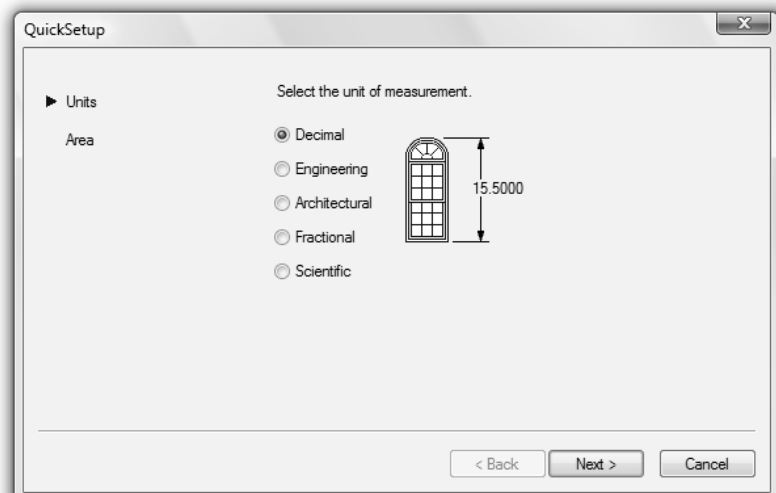 QuickSetup
Units
Area
Select the unit of measurement.
Decimal
Engineering
Architectural
Fractional
Scientific
15.5000
< Back
Next >
Cancel